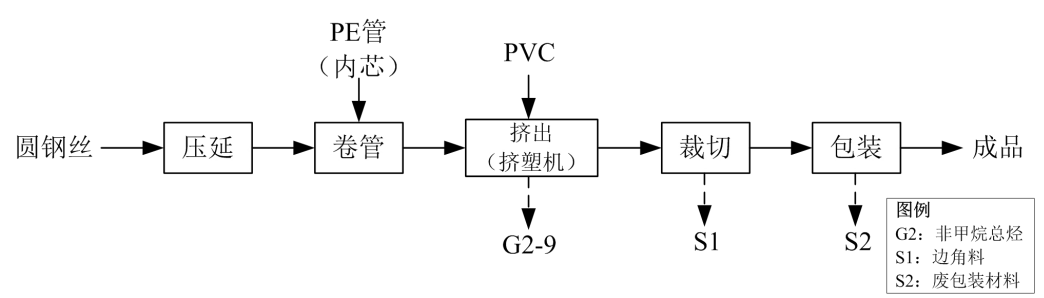 PE管
（内芯）
PVC
圆钢丝
压延
卷管
挤出
（挤塑机）
裁切
包装
成品
G2-9
S1
S2
图例
G2：非甲烷总烃
S1：边角料
S2：废包装材料